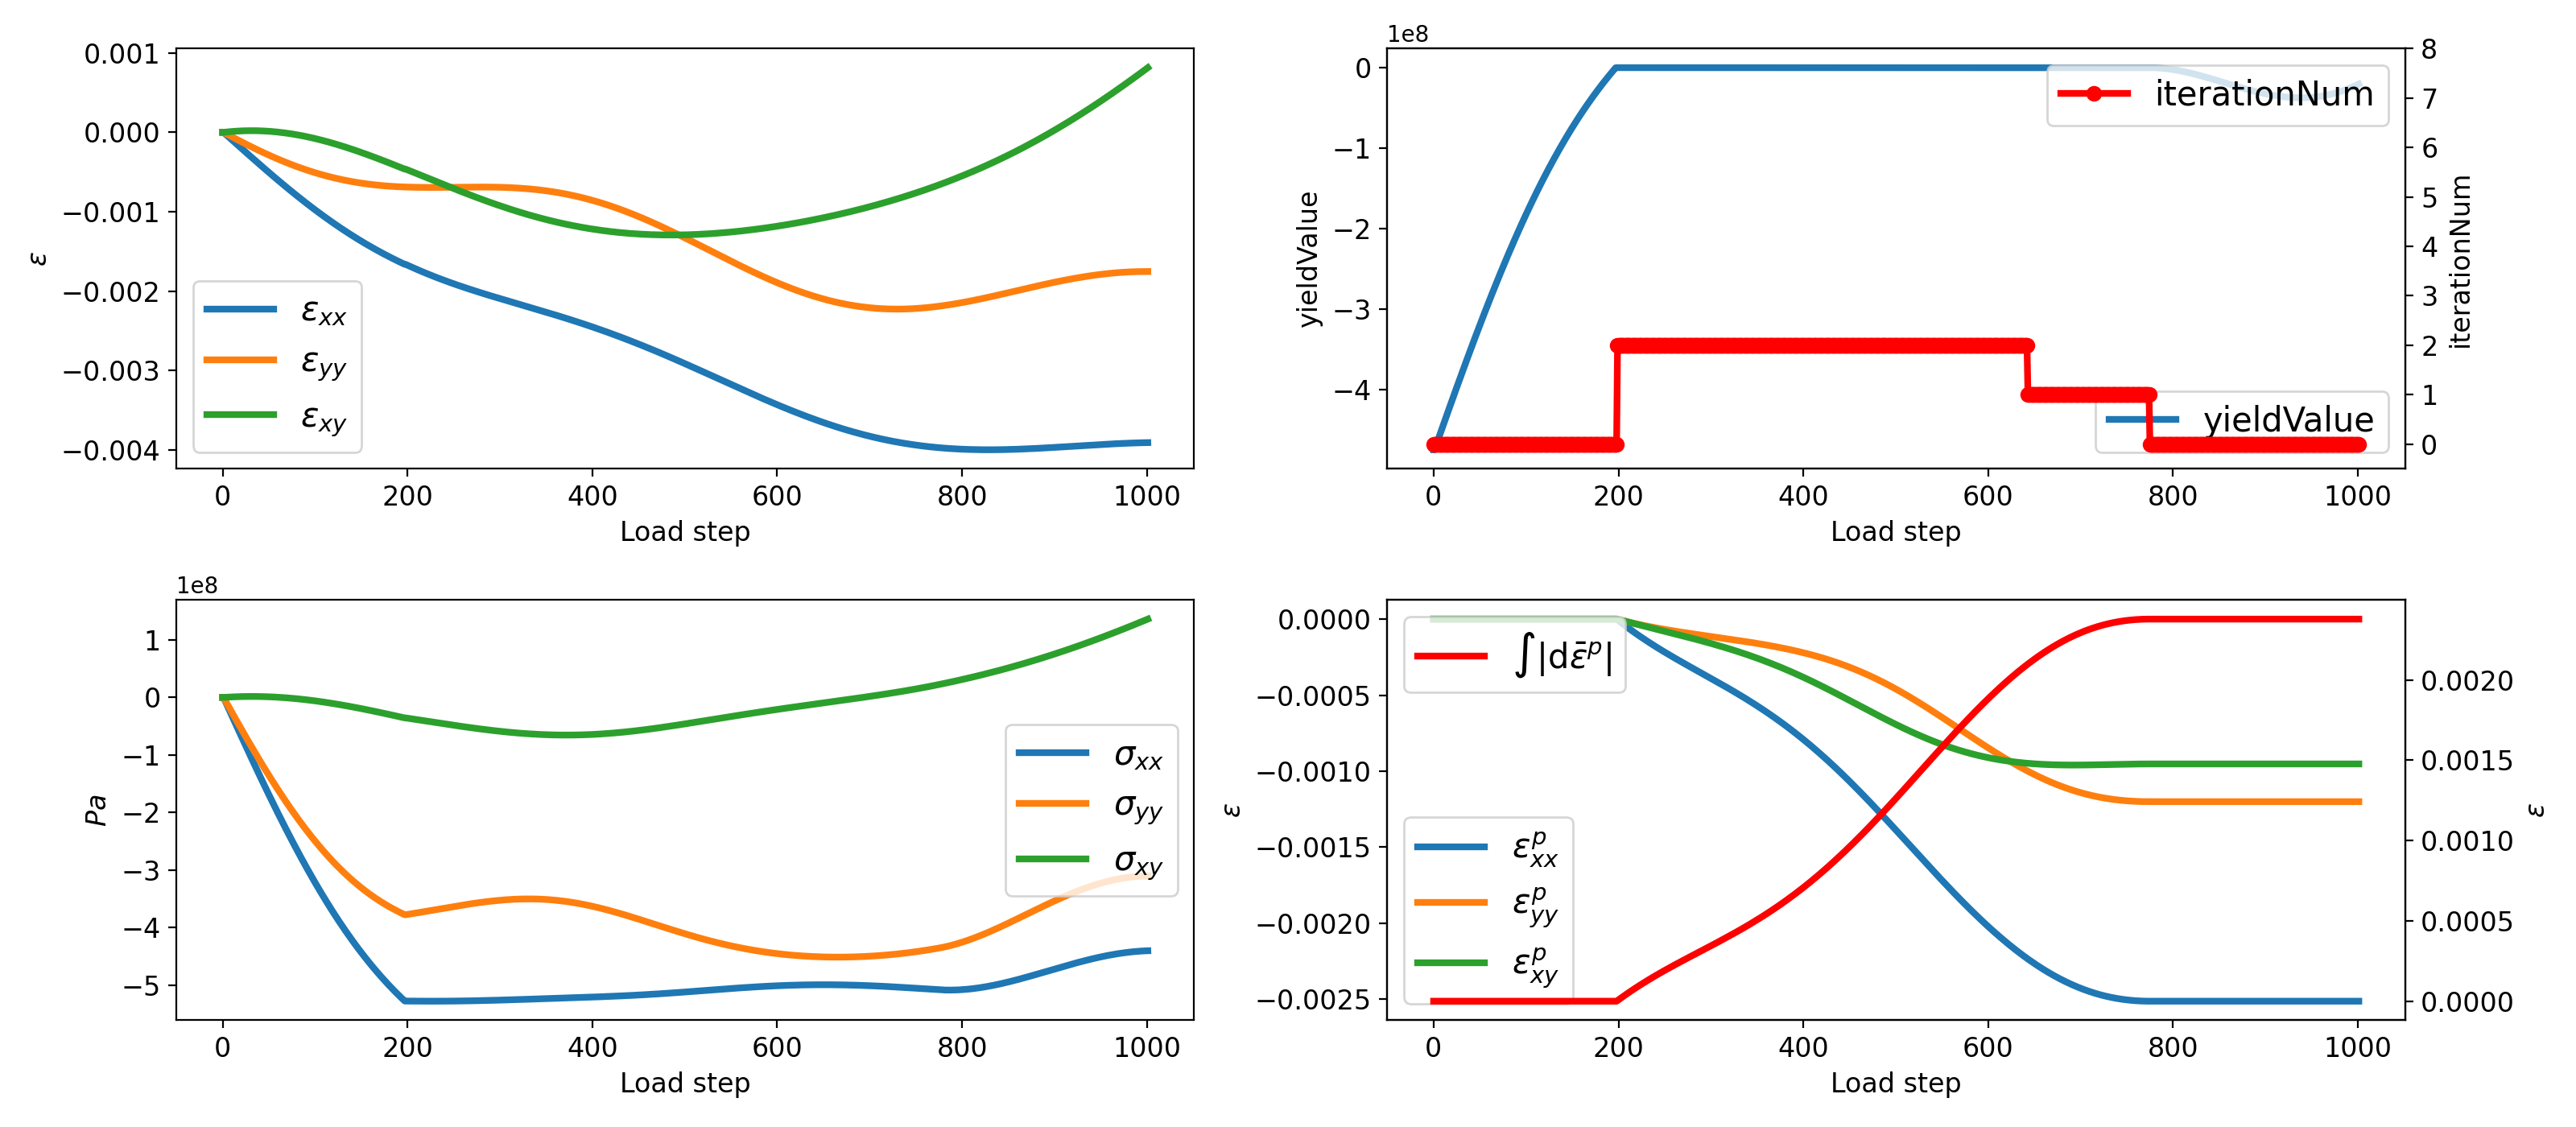 0.001
0.000
−0.001
−0.002
−0.003
−0.004
ε
ε_xx
ε_yy
ε_xy
0 200 400 600 800 1000
Load step
1e8
0
−1
−2
−3
−4
yieldValue
iterationNum
yieldValue
8
7
6
5
4
3
2
1
0
iterationNum
0 200 400 600 800 1000
Load step
1e8
1
0
−1
−2
−3
−4
−5
Pa
σ_xx
σ_yy
σ_xy
0 200 400 600 800 1000
Load step
0.0000
−0.0005
−0.0010
−0.0015
−0.0020
−0.0025
ε
∫|dε̄^p|
ε^p_xx
ε^p_yy
ε^p_xy
0.0020
0.0015
0.0010
0.0005
0.0000
ε
0 200 400 600 800 1000
Load step